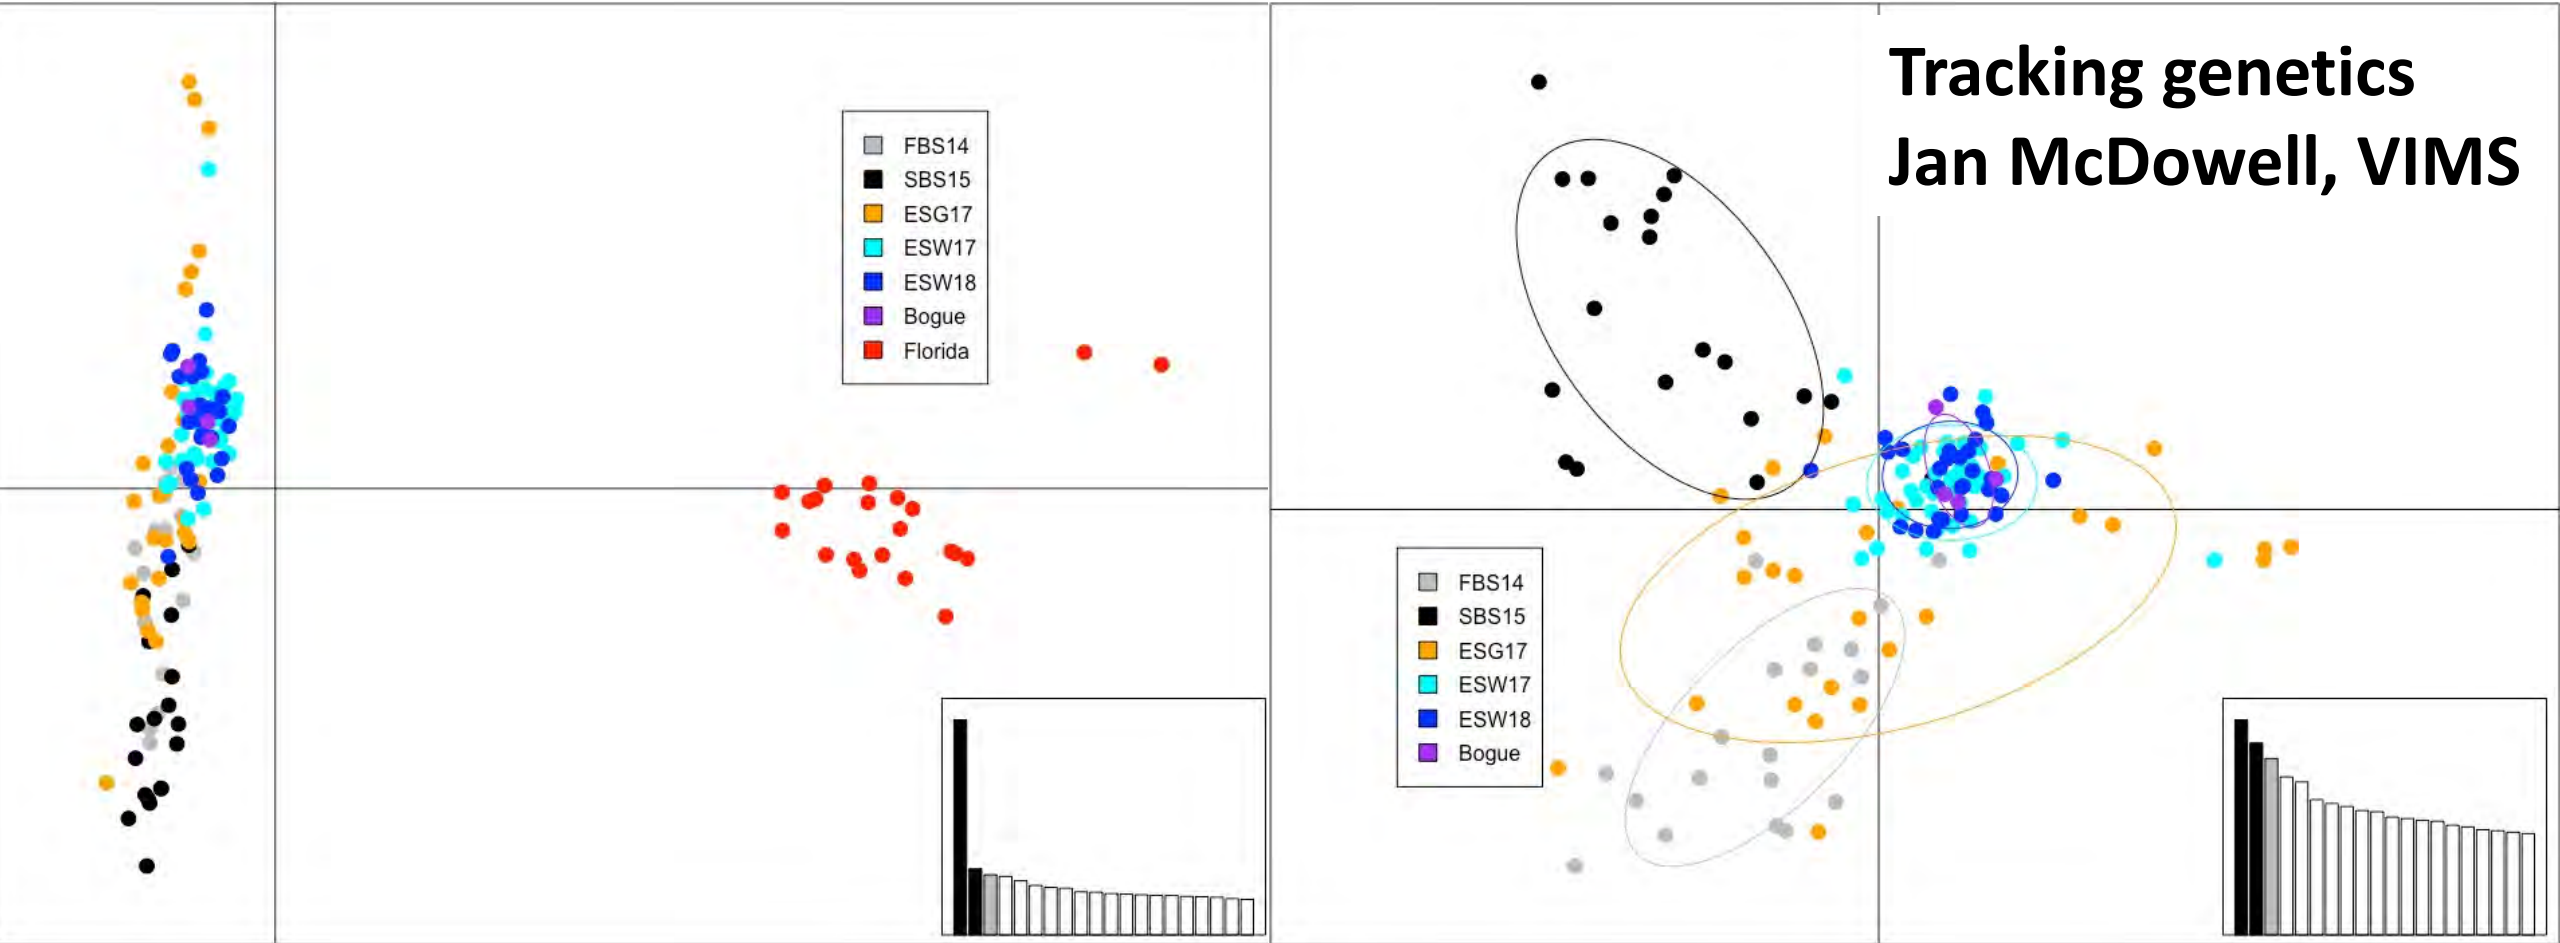 Tracking genetics
Jan McDowell, VIMS
FBS14
SBS15
ESG17
ESW17
ESW18
Bogue
Florida
FBS14
SBS15
ESG17
ESW17
ESW18
Bogue